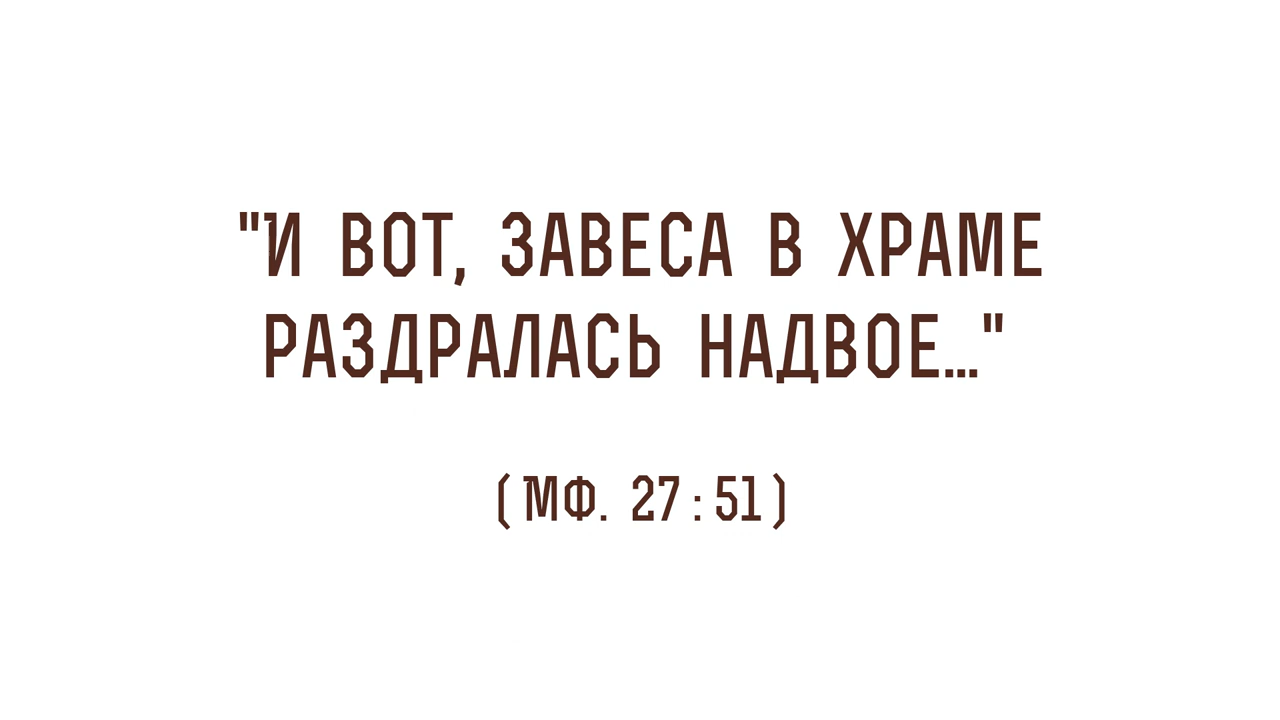 "И ВОТ, ЗАВЕСА В ХРАМЕ
РАЗДРАЛАСЬ НАДВОЕ..."
(МФ. 27:51)